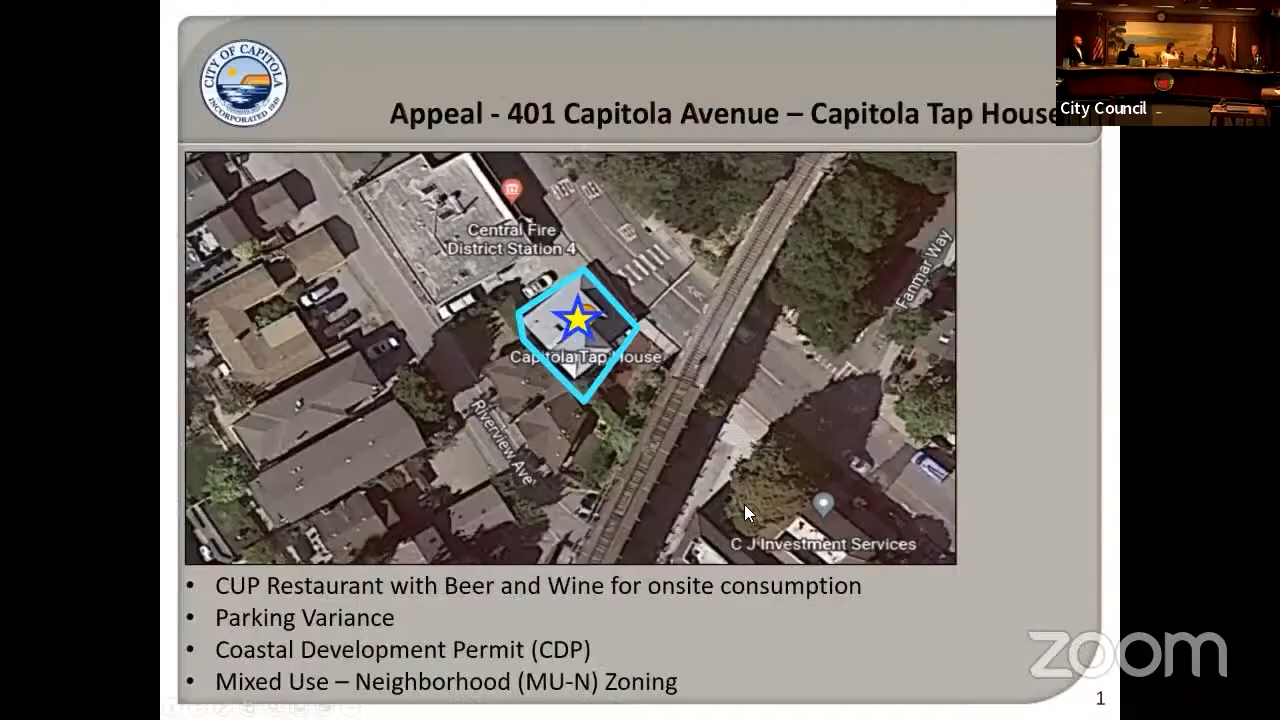 CITY OF CAPITOLA
INCORPORATED 1949
Appeal - 401 Capitola Avenue – Capitola Tap House
City Council
Central Fire
District Station 4
Fanmar Way
Capitola Tap House
Riverview Ave
C J Investment Services
• CUP Restaurant with Beer and Wine for onsite consumption
• Parking Variance
• Coastal Development Permit (CDP)
• Mixed Use – Neighborhood (MU-N) Zoning
zoom
1